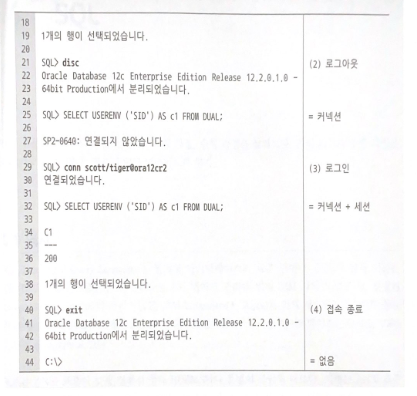 18
19 1개의 행이 선택되었습니다.
20
21 SQL> disc (2) 로그아웃
22 Oracle Database 12c Enterprise Edition Release 12.2.0.1.0 -
23 64bit Production에서 분리되었습니다.
24
25 SQL> SELECT USERENV ('SID') AS c1 FROM DUAL; = 커넥션
26
27 SP2-0640: 연결되지 않았습니다.
28
29 SQL> conn scott/tiger@ora12cr2 (3) 로그인
30 연결되었습니다.
31
32 SQL> SELECT USERENV ('SID') AS c1 FROM DUAL; = 커넥션 + 세션
33
34 C1
35 ---
36 200
37
38 1개의 행이 선택되었습니다.
39
40 SQL> exit (4) 접속 종료
41 Oracle Database 12c Enterprise Edition Release 12.2.0.1.0 -
42 64bit Production에서 분리되었습니다.
43
44 C:\> = 없음